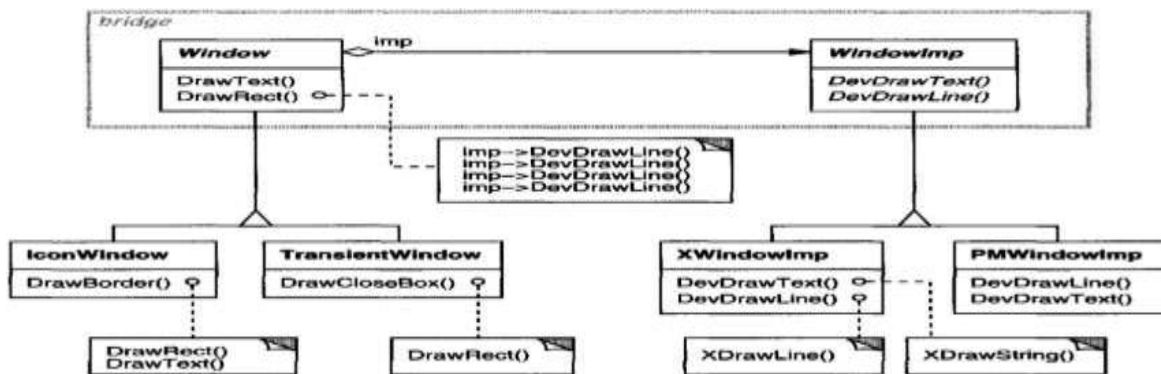 bridge
Window
imp
WindowImp
DrawText()
DrawRect()
DevDrawText()
DevDrawLine()
imp->DevDrawLine()
imp->DevDrawLine()
imp->DevDrawLine()
imp->DevDrawLine()
IconWindow
DrawBorder()
TransientWindow
DrawCloseBox()
XWindowImp
DevDrawText()
DevDrawLine()
PMWindowImp
DevDrawLine()
DevDrawText()
DrawRect()
DrawText()
DrawRect()
XDrawLine()
XDrawString()